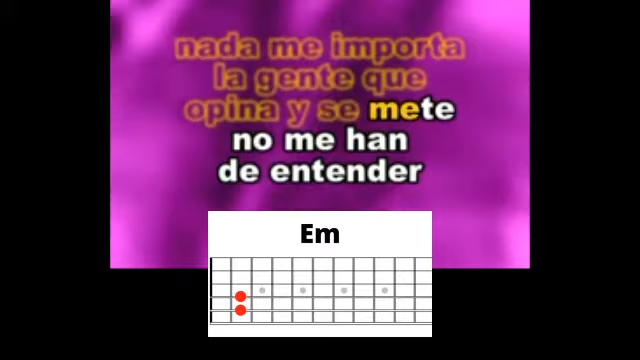 nada me importa
la gente que
opina y se mete
no me han
de entender
Em